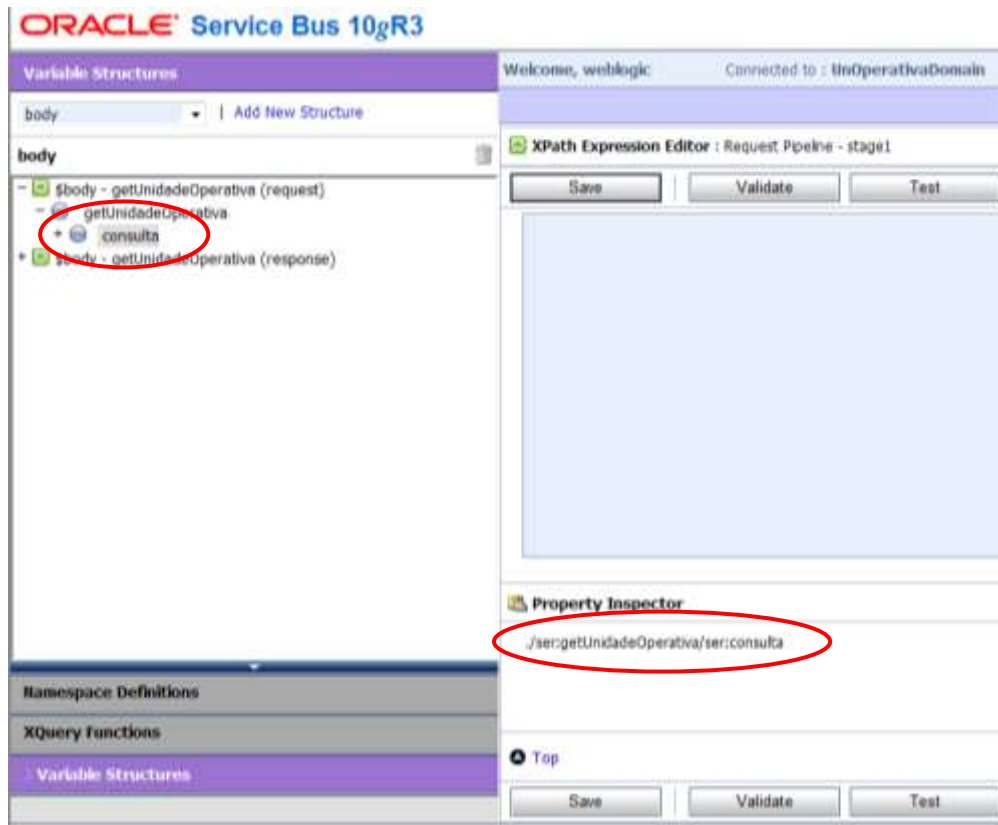 ORACLE Service Bus 10gR3
Variable Structures
body | Add New Structure
body
- $body - getUnidadeOperativa (request)
- getUnidadeOperativa
+ consulta
+ $body - getUnidadeOperativa (response)
Namespace Definitions
XQuery Functions
Variable Structures
Welcome, weblogic Connected to : UnOperativaDomain
XPath Expression Editor : Request Pipeline - stage1
Save Validate Test
Property Inspector
./ser:getUnidadeOperativa/ser:consulta
Top
Save Validate Test